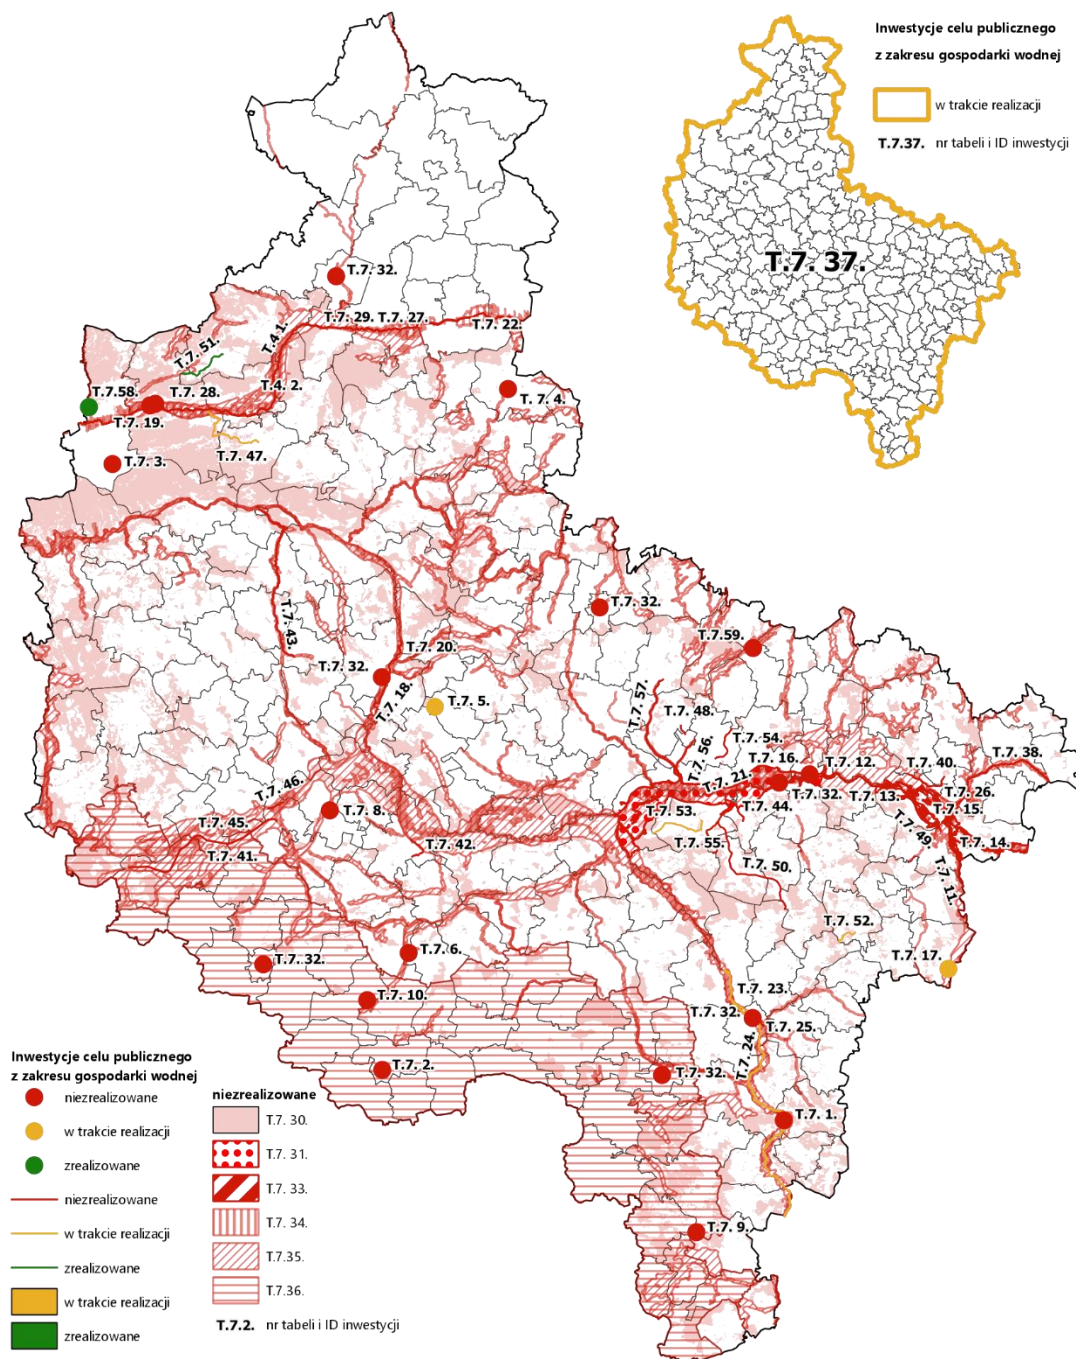 Inwestycje celu publicznego
z zakresu gospodarki wodnej
w trakcie realizacji
T.7.37. nr tabeli i ID inwestycji
T.7. 37.
T.7. 32.
T.7. 29. T.7. 27.
T.7. 22.
T.4 1.
T.7. 51.
T.4. 2.
T.7.58.
T.7. 28.
T. 7. 4.
T.7. 19.
T.7. 47.
T.7. 3.
T.7. 43.
T.7. 32.
T.7.59.
T.7. 20.
T.7. 32.
T.7. 18.
T.7. 5.
T.7. 57.
T.7. 48.
T.7. 56.
T.7. 54.
T.7. 16.
T.7. 12.
T.7. 38.
T.7. 40.
T.7. 46.
T.7. 21.
T.7. 32.
T.7. 13.
T.7. 26.
T.7. 8.
T.7. 53.
T.7. 44.
T.7. 15.
T.7. 45.
T.7. 49.
T.7. 41.
T.7. 42.
T.7. 55.
T.7. 14.
T.7. 50.
T.7. 11.
T.7. 52.
T.7. 6.
T.7. 17.
T.7. 32.
T.7. 10.
T.7. 23.
T.7. 32.
T.7. 25.
T.7. 24.
T.7. 2.
T.7. 32.
T.7. 1.
T.7. 9.
Inwestycje celu publicznego
z zakresu gospodarki wodnej
niezrealizowane
w trakcie realizacji
zrealizowane
niezrealizowane
w trakcie realizacji
zrealizowane
w trakcie realizacji
zrealizowane
niezrealizowane
T.7. 30.
T.7. 31.
T.7. 33.
T.7. 34.
T.7.35.
T.7.36.
T.7.2. nr tabeli i ID inwestycji